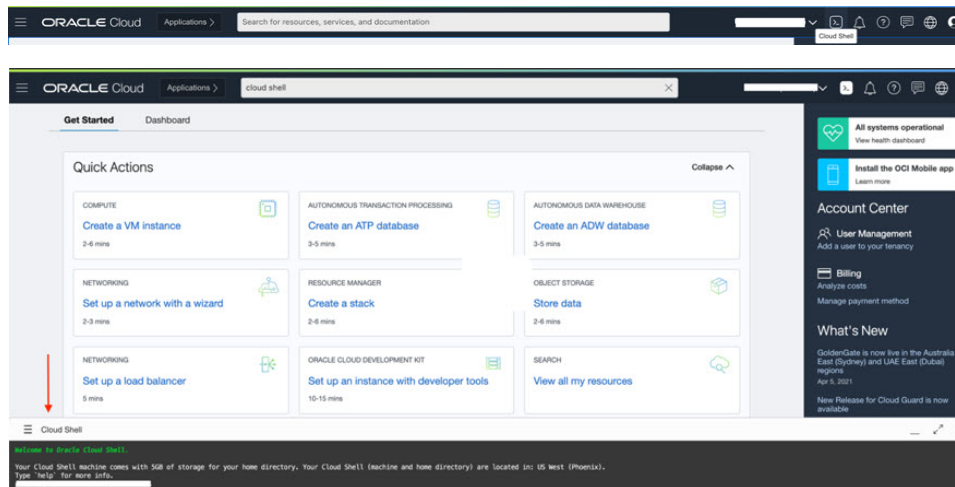 ORACLE Cloud Applications > Search for resources, services, and documentation
Cloud Shell
ORACLE Cloud Applications > cloud shell
Get Started Dashboard
Quick Actions Collapse
COMPUTE
Create a VM instance
2-6 mins
AUTONOMOUS TRANSACTION PROCESSING
Create an ATP database
3-5 mins
AUTONOMOUS DATA WAREHOUSE
Create an ADW database
3-5 mins
NETWORKING
Set up a network with a wizard
2-3 mins
RESOURCE MANAGER
Create a stack
2-6 mins
OBJECT STORAGE
Store data
2-6 mins
NETWORKING
Set up a load balancer
5 mins
ORACLE CLOUD DEVELOPMENT KIT
Set up an instance with developer tools
10-15 mins
SEARCH
View all my resources
All systems operational
View health dashboard
Install the OCI Mobile app
Learn more
Account Center
User Management
Add a user to your tenancy
Billing
Analyze costs
Manage payment method
What's New
GoldenGate is now live in the Australia
East (Sydney) and UAE East (Dubai)
regions
Apr 5, 2021
New Release for Cloud Guard is now
available
Cloud Shell
Welcome to Oracle Cloud Shell.
Your Cloud Shell machine comes with 5GB of storage for your home directory. Your Cloud Shell (machine and home directory) are located in: US West (Phoenix).
Type `help` for more info.